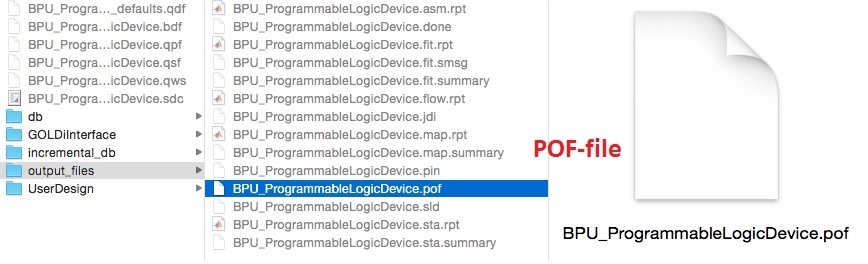 BPU_Progra..._defaults.qdf
BPU_Progra...icDevice.bdf
BPU_Progra...icDevice.qpf
BPU_Progra...icDevice.qsf
BPU_Progra...icDevice.qws
BPU_Progra...icDevice.sdc
db
GOLDiInterface
incremental_db
output_files
UserDesign
BPU_ProgrammableLogicDevice.asm.rpt
BPU_ProgrammableLogicDevice.done
BPU_ProgrammableLogicDevice.fit.rpt
BPU_ProgrammableLogicDevice.fit.smsg
BPU_ProgrammableLogicDevice.fit.summary
BPU_ProgrammableLogicDevice.flow.rpt
BPU_ProgrammableLogicDevice.jdi
BPU_ProgrammableLogicDevice.map.rpt
BPU_ProgrammableLogicDevice.map.summary
BPU_ProgrammableLogicDevice.pin
BPU_ProgrammableLogicDevice.pof
BPU_ProgrammableLogicDevice.sld
BPU_ProgrammableLogicDevice.sta.rpt
BPU_ProgrammableLogicDevice.sta.summary
POF-file
BPU_ProgrammableLogicDevice.pof